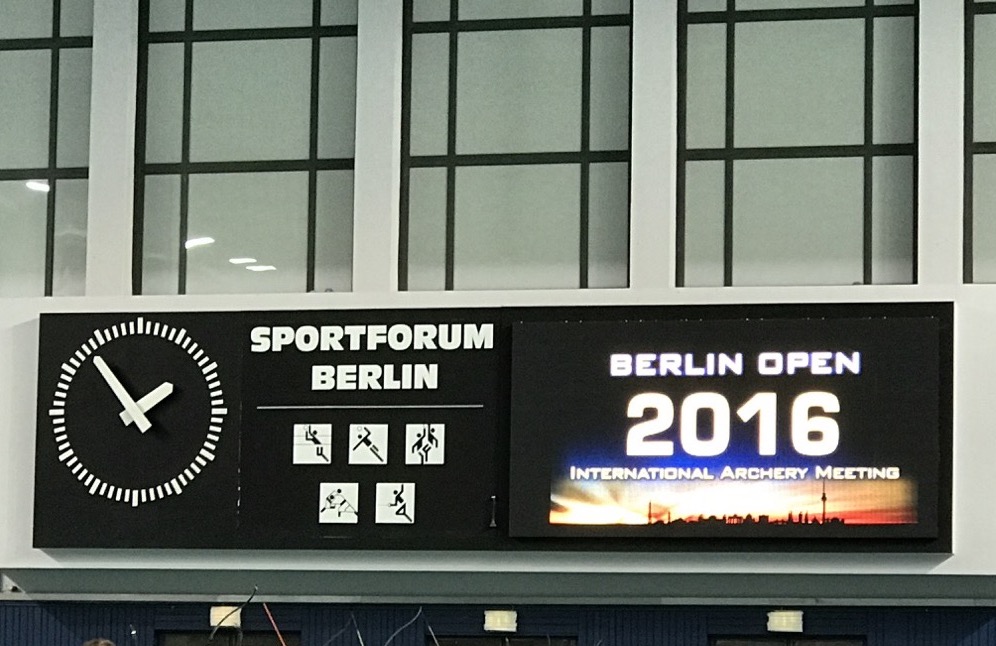 SPORTFORUM
BERLIN
BERLIN OPEN
2016
INTERNATIONAL ARCHERY MEETING